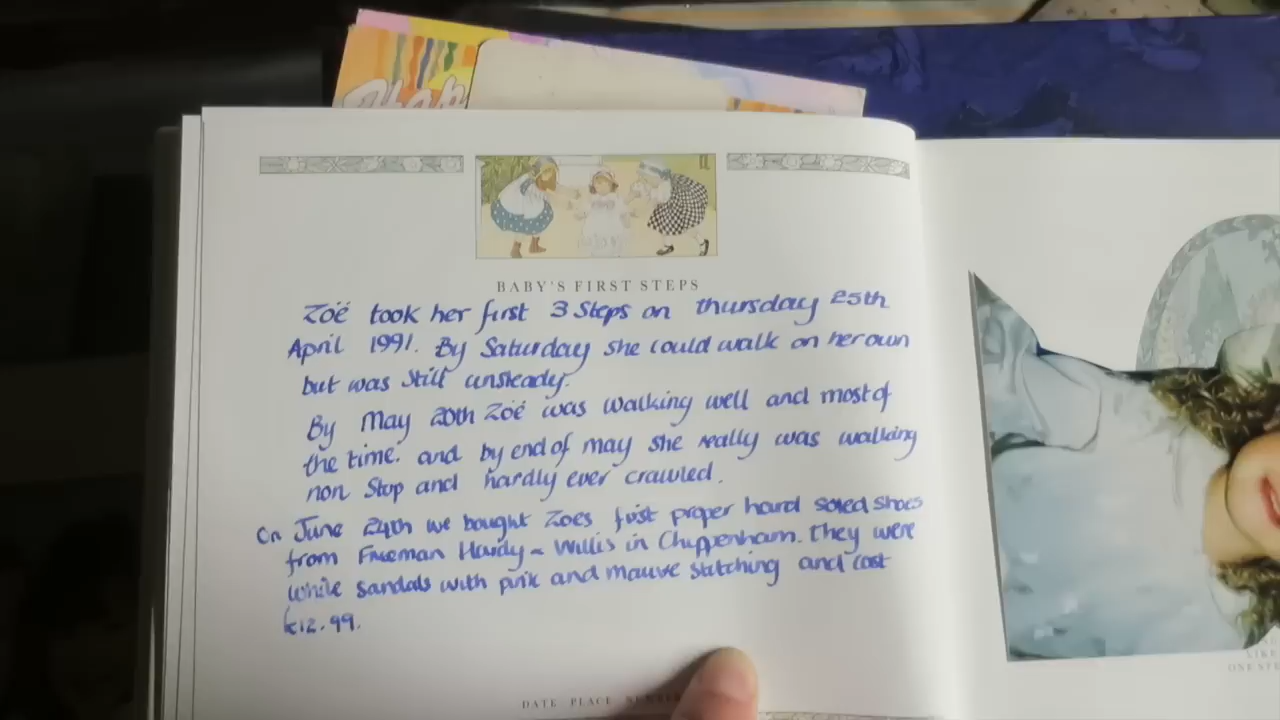 BABY'S FIRST STEPS
Zoë took her first 3 Steps on thursday 25th
April 1991. By Saturday she could walk on her own
but was still unsteady.
By May 20th Zoë was walking well and most of
the time. and by end of may she really was walking
non Stop and hardly ever crawled.
On June 24th we bought Zoes first proper hard soled shoes
from Freeman Hardy ~ Willis in Chippenham. they were
white sandals with pink and mauve stitching and cost
£12.99.
DATE PLACE